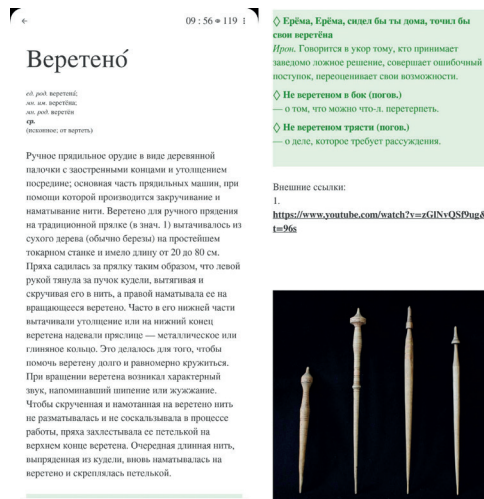 09 : 56 👁 119
Веретено́
ед. род. веретена́;
мн. им. верете́на;
мн. род. верете́н
ср.
(исконное, от вертеть)
Ручное прядильное орудие в виде деревянной
палочки с заостренными концами и утолщением
посредине; основная часть прядильных машин, при
помощи которой производится закручивание и
наматывание нити. Веретено для ручного прядения
на традиционной прялке (в знач. 1) вытачивалось из
сухого дерева (обычно березы) на простейшем
токарном станке и имело длину от 20 до 80 см.
Пряха садилась за прялку таким образом, что левой
рукой тянула за пучок кудели, вытягивая и
скручивая его в нить, а правой наматывала ее на
вращающееся веретено. Часто в его нижней части
вытачивали утолщение или на нижний конец
веретена надевали пряслице — металлическое или
глиняное кольцо. Это делалось для того, чтобы
помочь веретену долго и равномерно кружиться.
При вращении веретена возникал характерный
звук, напоминавший шипение или жужжание.
Чтобы скрученная и намотанная на веретено нить
не разматывалась и не соскальзывала в процессе
работы, пряха захлестывала ее петелькой на
верхнем конце веретена. Очередная длинная нить,
выпряденная из кудели, вновь наматывалась на
веретено и скреплялась петелькой.
◊ Ерёма, Ерёма, сидел бы ты дома, точил бы
свои веретёна
Ирон. Говорится в укор тому, кто принимает
заведомо ложное решение, совершает ошибочный
поступок, переоценивает свои возможности.
◊ Не веретеном в бок (погов.)
— о том, что можно что-л. перетерпеть.
◊ Не веретеном трясти (погов.)
— о деле, которое требует рассуждения.
Внешние ссылки:
1.
https://www.youtube.com/watch?v=zGlNvQSf9ug&
t=96s